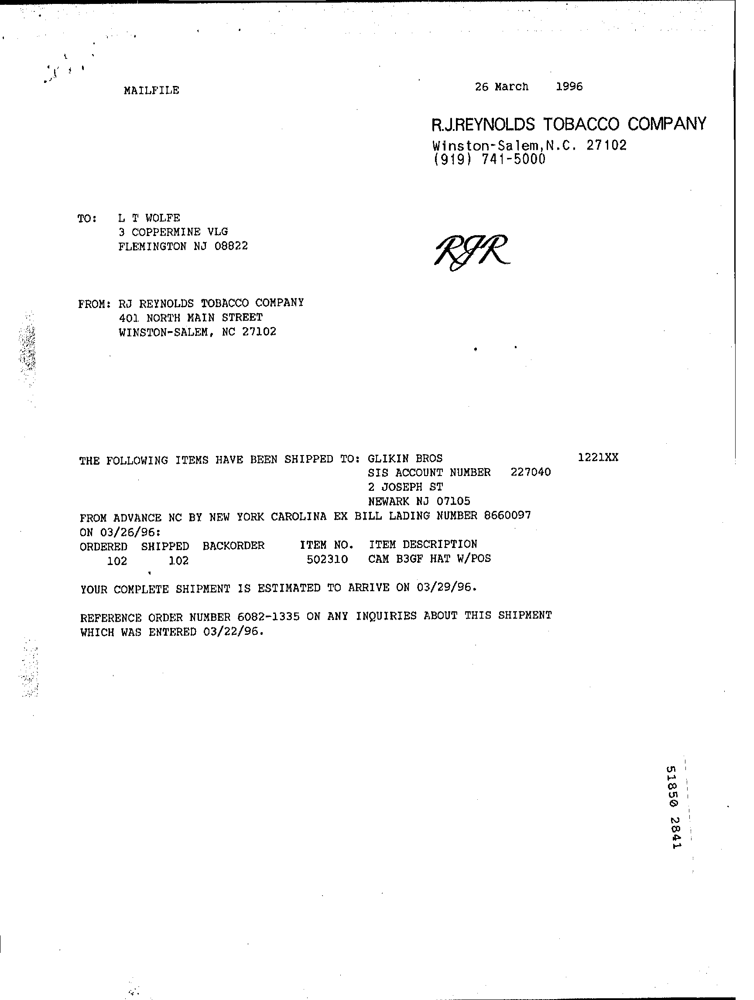 MAILFILE
26 March 1996
R.J.REYNOLDS TOBACCO COMPANY
Winston-Salem,N.C. 27102
(919) 741-5000
TO: L T WOLFE
3 COPPERMINE VLG
FLEMINGTON NJ 08822
RJR
FROM: RJ REYNOLDS TOBACCO COMPANY
401 NORTH MAIN STREET
WINSTON-SALEM, NC 27102
THE FOLLOWING ITEMS HAVE BEEN SHIPPED TO: GLIKIN BROS 1221XX
SIS ACCOUNT NUMBER 227040
2 JOSEPH ST
NEWARK NJ 07105
FROM ADVANCE NC BY NEW YORK CAROLINA EX BILL LADING NUMBER 8660097
ON 03/26/96:
ORDERED SHIPPED BACKORDER ITEM NO. ITEM DESCRIPTION
102 102 502310 CAM B3GF HAT W/POS
YOUR COMPLETE SHIPMENT IS ESTIMATED TO ARRIVE ON 03/29/96.
REFERENCE ORDER NUMBER 6082-1335 ON ANY INQUIRIES ABOUT THIS SHIPMENT
WHICH WAS ENTERED 03/22/96.
51850 2841